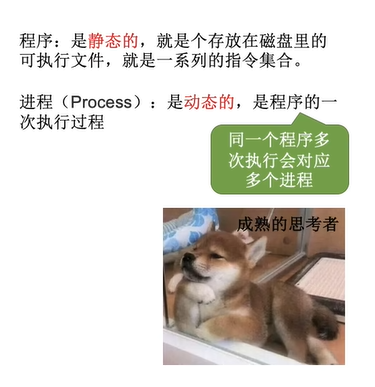 程序：是静态的，就是个存放在磁盘里的
可执行文件，就是一系列的指令集合。
进程（Process）：是动态的，是程序的一
次执行过程
同一个程序多
次执行会对应
多个进程
成熟的思考者